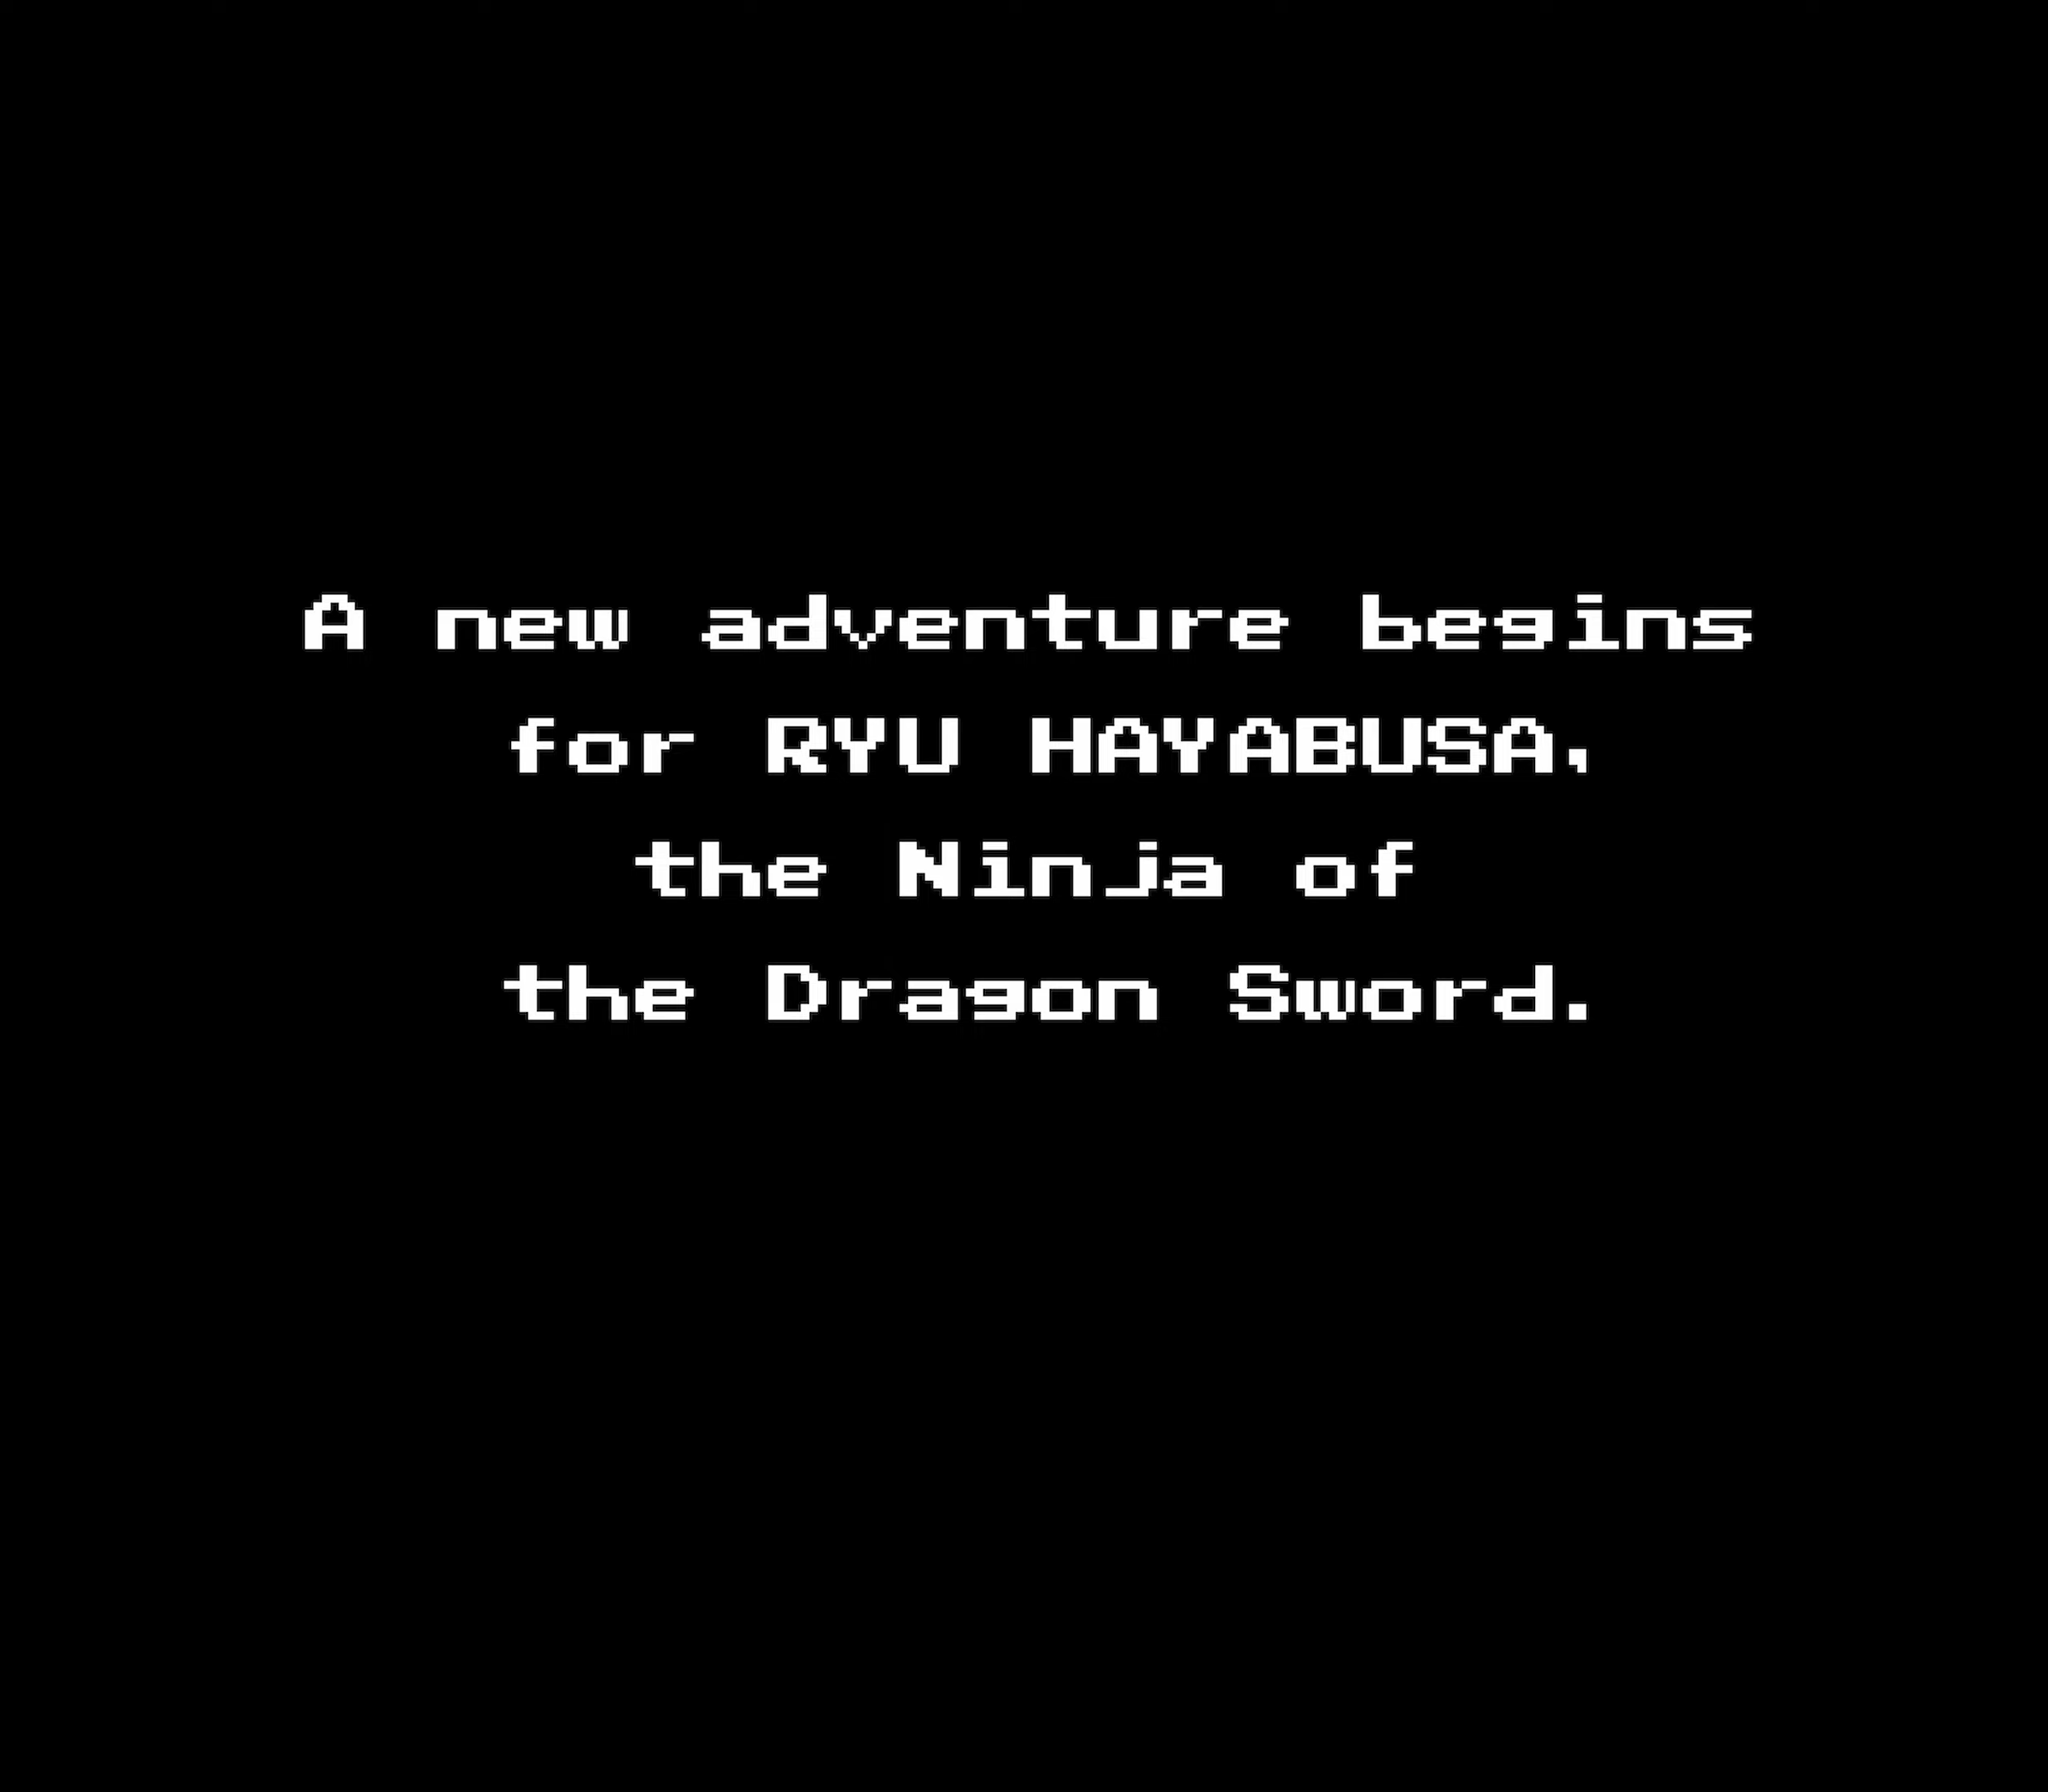 A new adventure begins
for RYU HAYABUSA,
the Ninja of
the Dragon Sword.